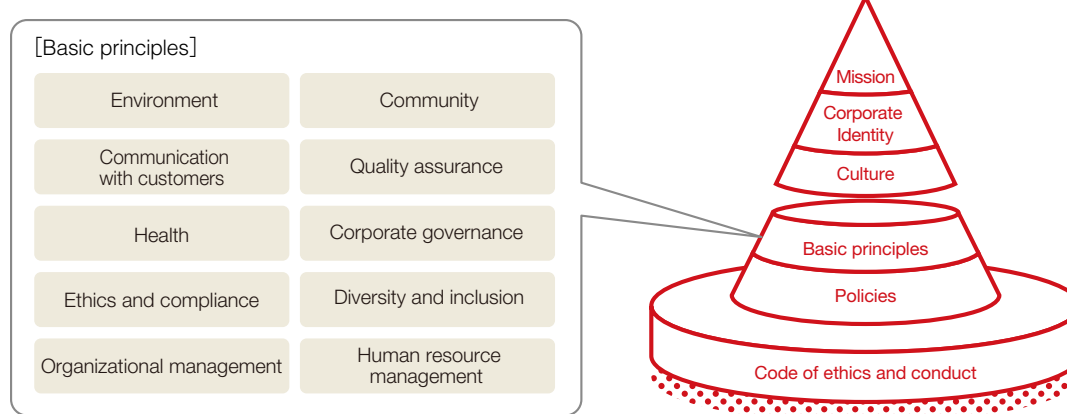 [Basic principles]
Environment
Community
Communication
with customers
Quality assurance
Health
Corporate governance
Ethics and compliance
Diversity and inclusion
Organizational management
Human resource
management
Mission
Corporate
Identity
Culture
Basic principles
Policies
Code of ethics and conduct